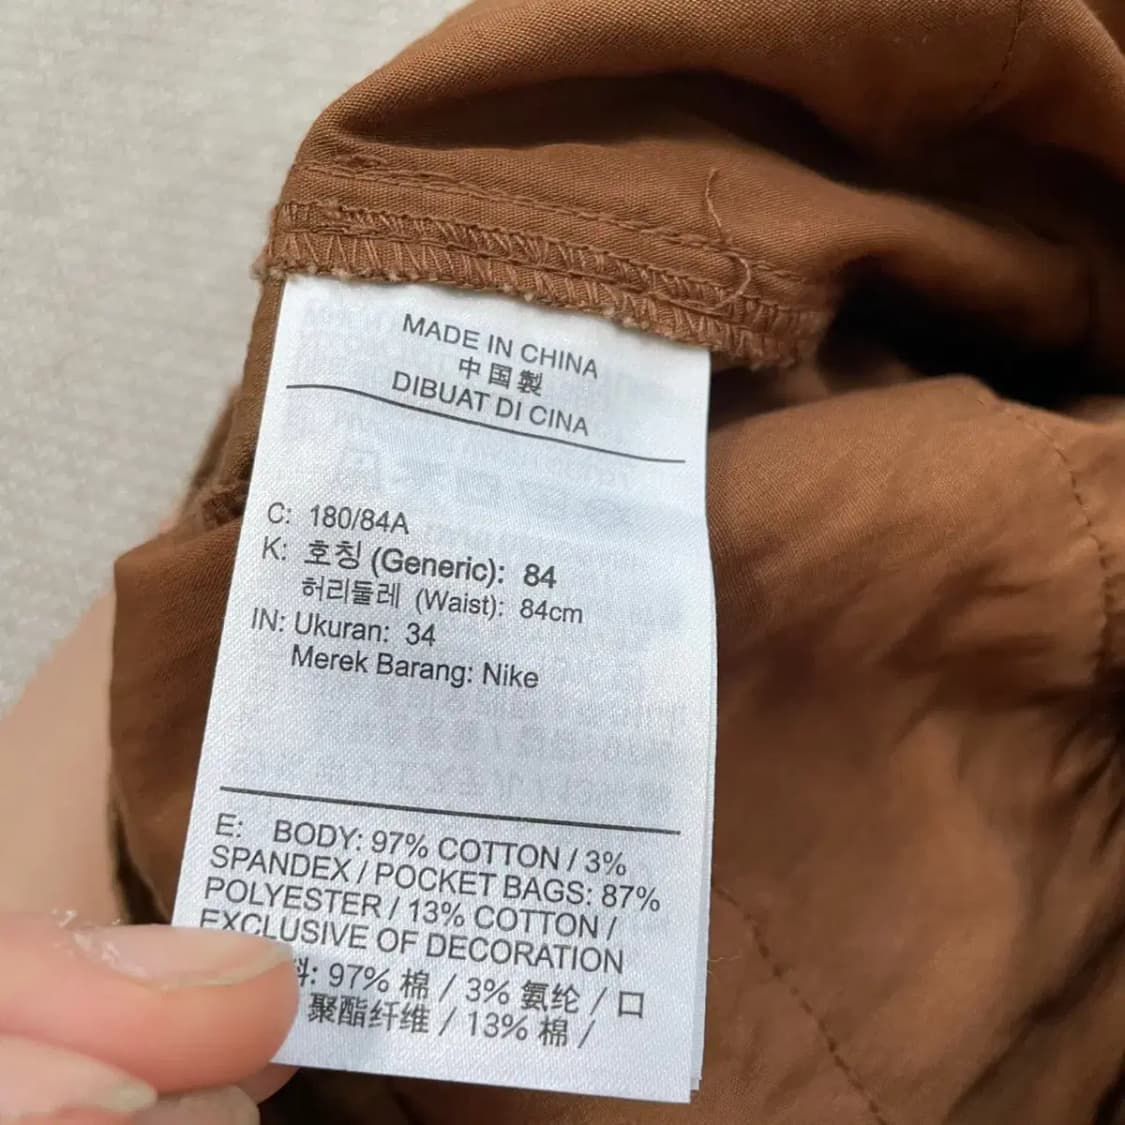 MADE IN CHINA
中国製
DIBUAT DI CINA
C: 180/84A
K: 호칭 (Generic): 84
허리둘레 (Waist): 84cm
IN: Ukuran: 34
Merek Barang: Nike
E: BODY: 97% COTTON / 3%
SPANDEX / POCKET BAGS: 87%
POLYESTER / 13% COTTON /
EXCLUSIVE OF DECORATION
料: 97% 棉 / 3% 氨纶 / 口
聚酯纤维 / 13% 棉 /